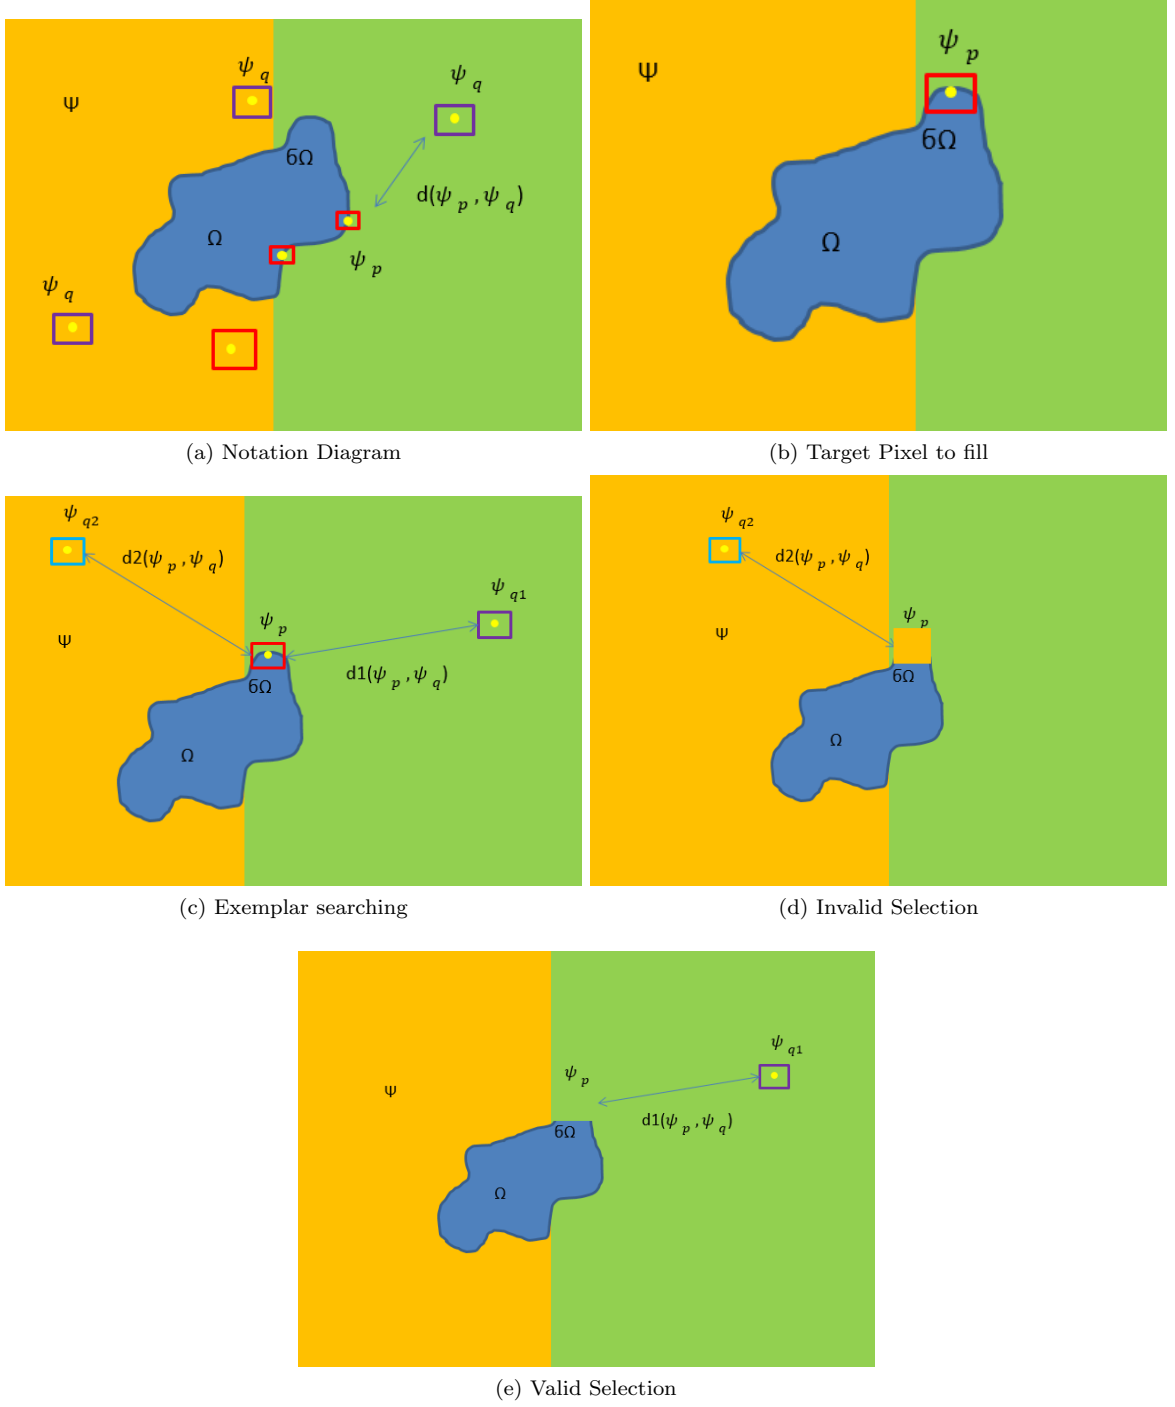 ψ q
ψ q
Ψ
6Ω
d(ψ p , ψ q)
Ω
ψ p
ψ q
(a) Notation Diagram
ψ p
Ψ
6Ω
Ω
(b) Target Pixel to fill
ψ q2
d2(ψ p , ψ q)
ψ q1
ψ p
Ψ
d1(ψ p , ψ q)
6Ω
Ω
(c) Exemplar searching
ψ q2
d2(ψ p , ψ q)
ψ p
Ψ
6Ω
Ω
(d) Invalid Selection
ψ q1
ψ p
Ψ
d1(ψ p , ψ q)
6Ω
Ω
(e) Valid Selection